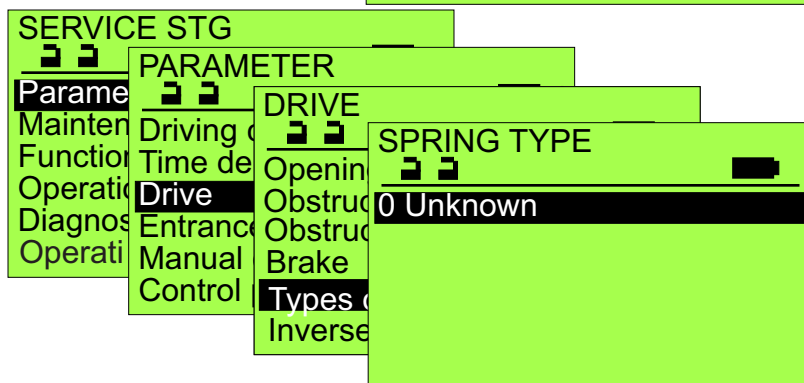 SERVICE STG
Parame
Mainten
Function
Operatio
Diagnos
Operati
PARAMETER
Driving
Time de
Drive
Entrance
Manual
Control
DRIVE
Opening
Obstruc
Obstruc
Brake
Types
Inverse
SPRING TYPE
0 Unknown